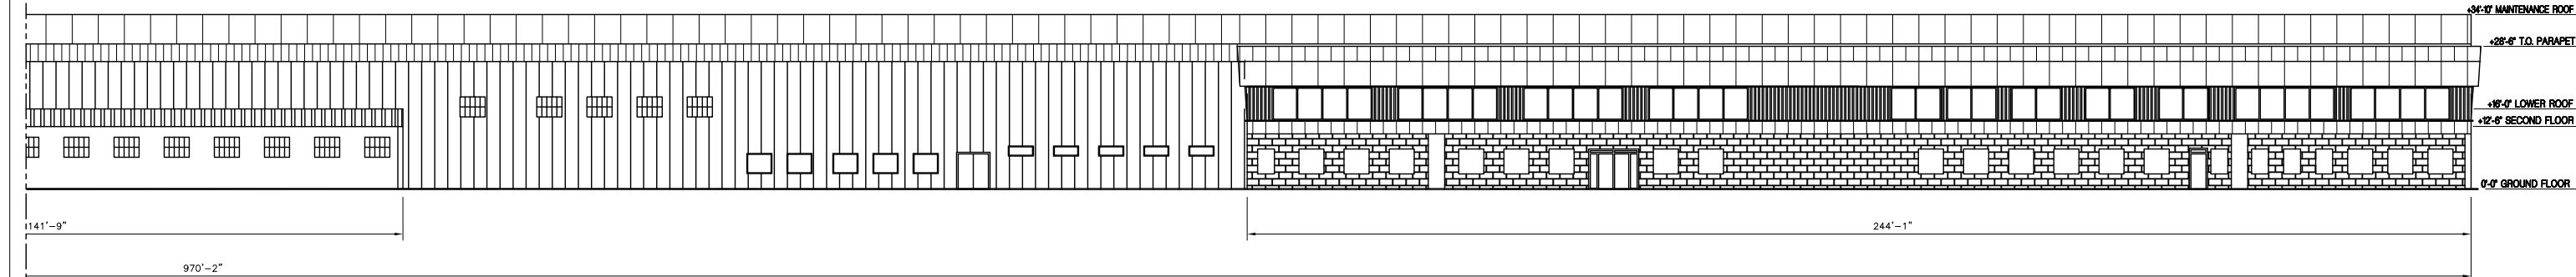 +34'-10" MAINTENANCE ROOF
+28'-6" T.O. PARAPET
+16'-0" LOWER ROOF
+12'-6" SECOND FLOOR
0'-0" GROUND FLOOR
141'-9"
244'-1"
970'-2"